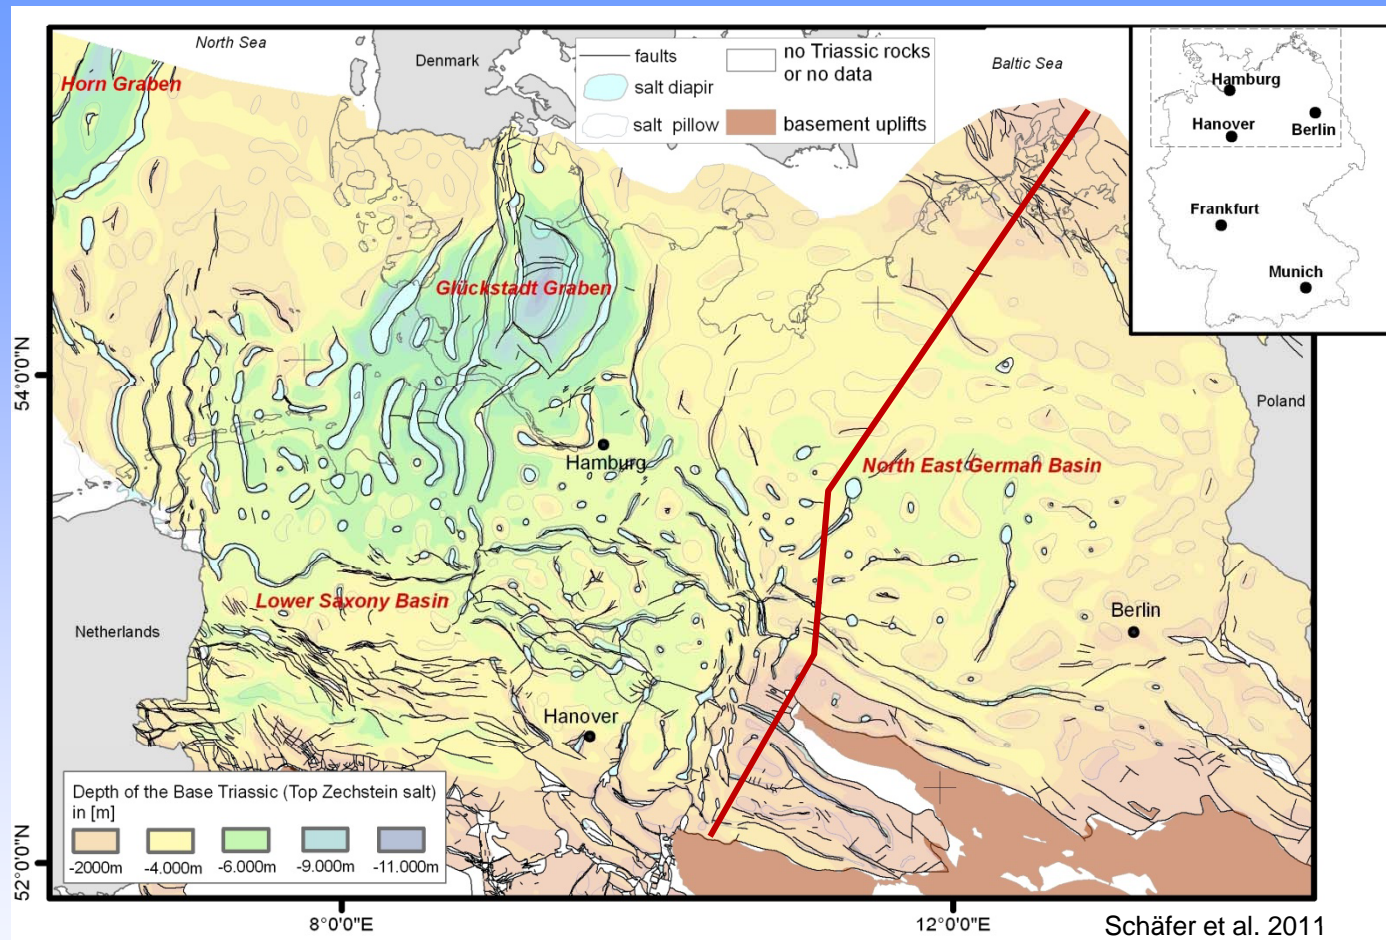 North Sea
Denmark
Baltic Sea
faults
salt diapir
salt pillow
no Triassic rocks
or no data
basement uplifts
Horn Graben
Hamburg
Hanover
Berlin
Frankfurt
Munich
Glückstadt Graben
54°0'0"N
Poland
Hamburg
North East German Basin
Lower Saxony Basin
Berlin
Netherlands
Hanover
Depth of the Base Triassic (Top Zechstein salt)
in [m]
-2000m
-4.000m
-6.000m
-9.000m
-11.000m
52°0'0"N
8°0'0"E
12°0'0"E
Schäfer et al. 2011